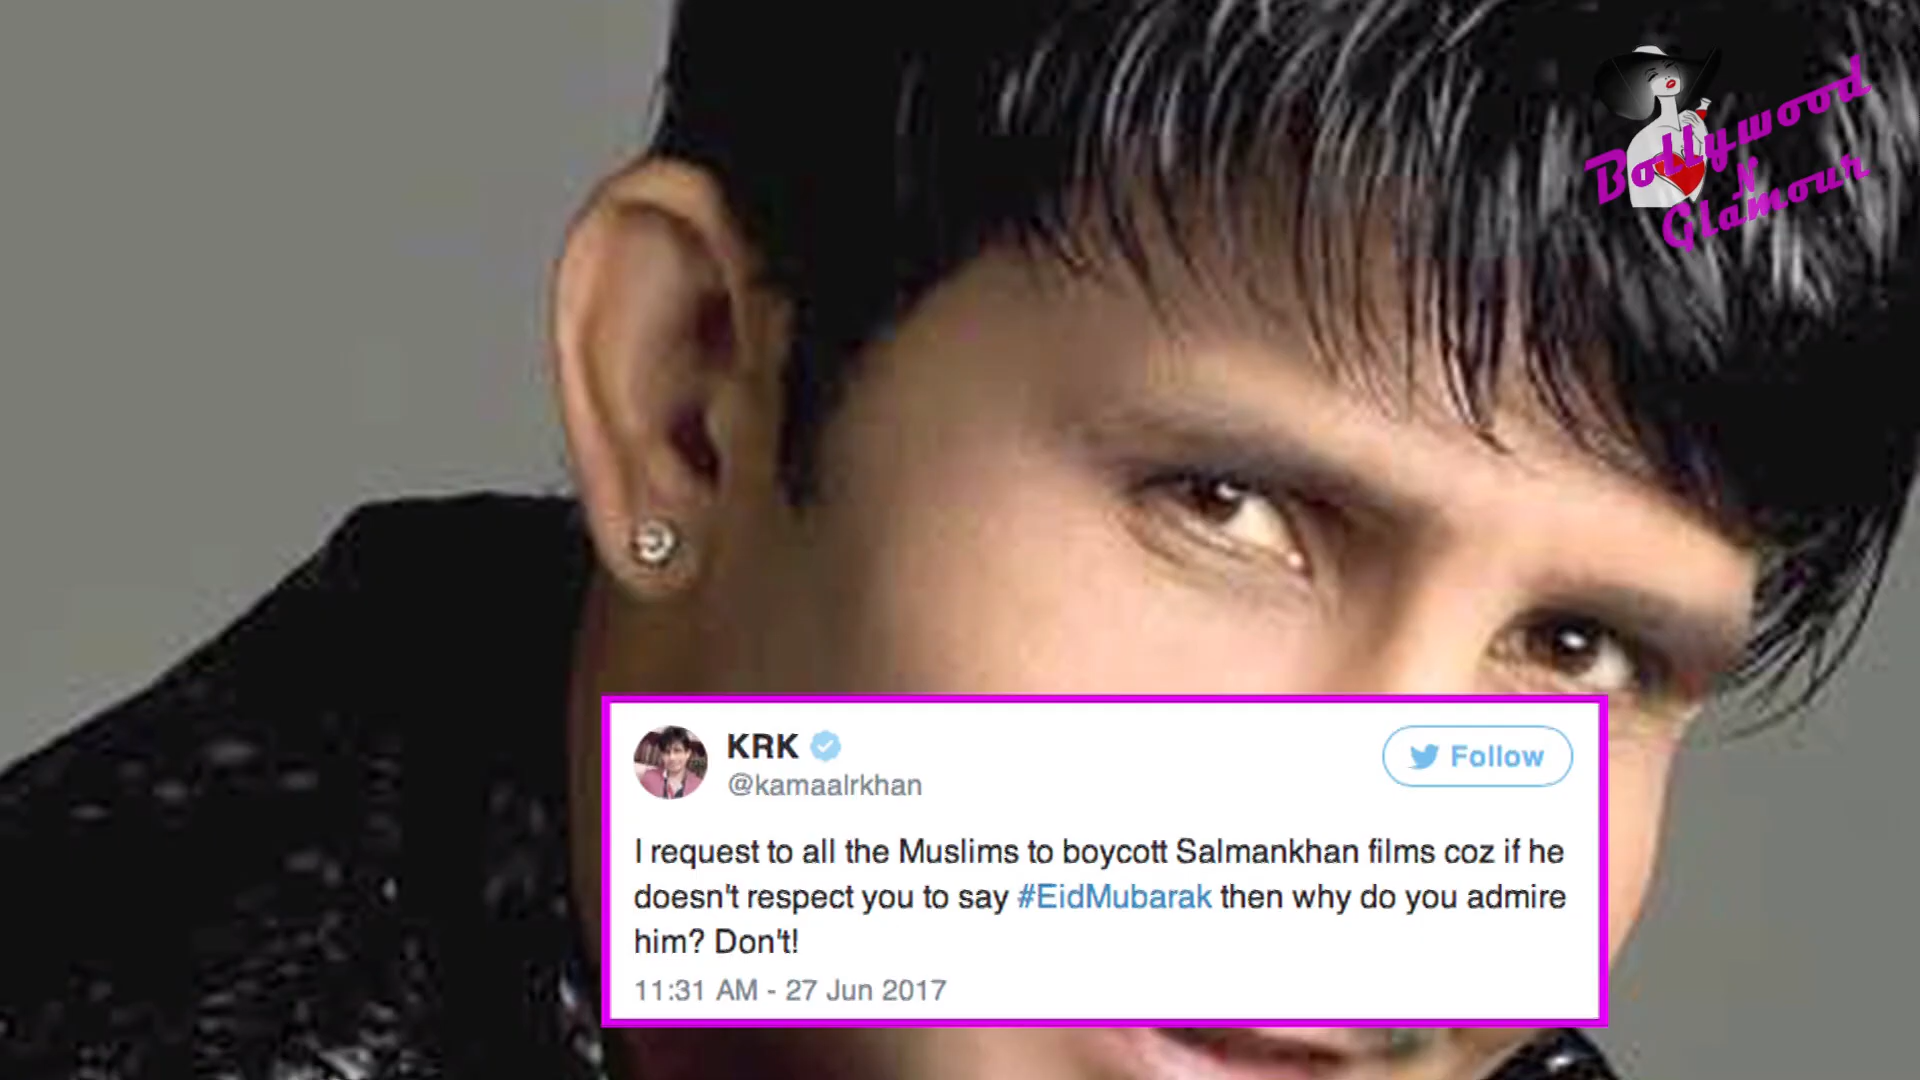 Bollywood
N
Glamour
KRK
@kamaalrkhan
Follow
I request to all the Muslims to boycott Salmankhan films coz if he
doesn't respect you to say #EidMubarak then why do you admire
him? Don't!
11:31 AM - 27 Jun 2017